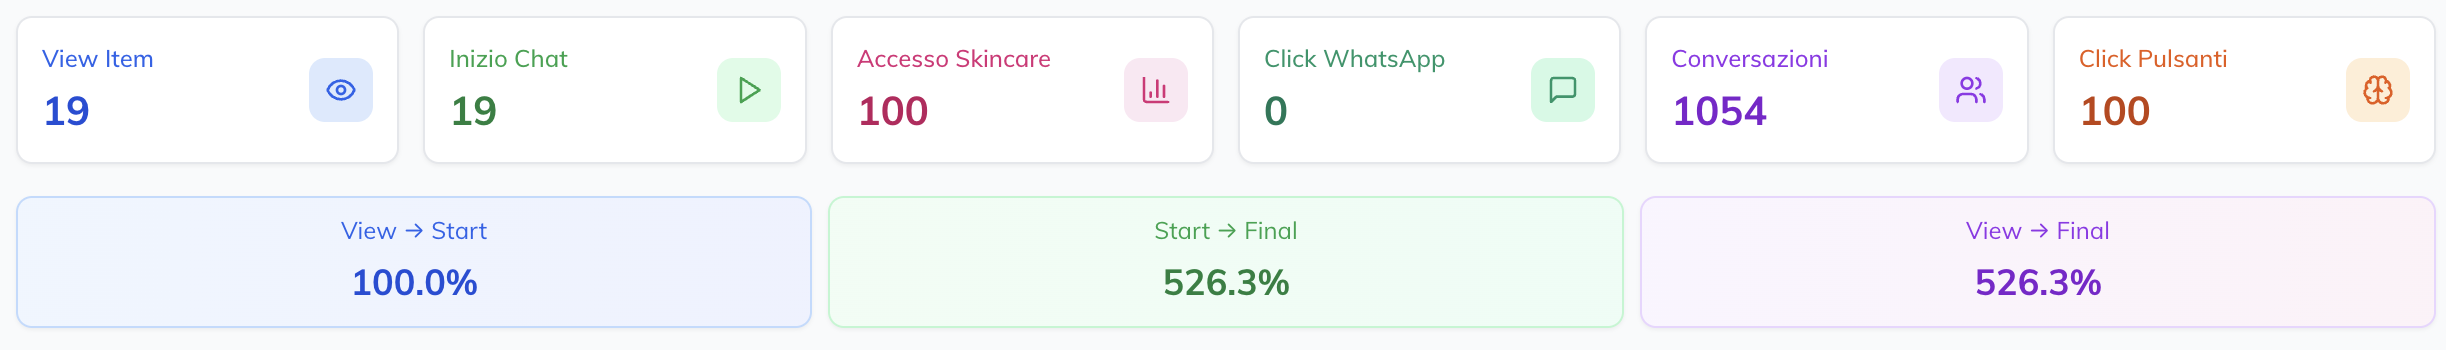 View Item
19
Inizio Chat
19
Accesso Skincare
100
Click WhatsApp
0
Conversazioni
1054
Click Pulsanti
100
View → Start
100.0%
Start → Final
526.3%
View → Final
526.3%